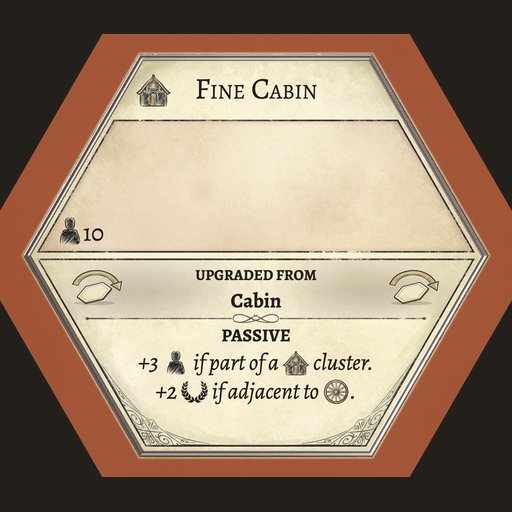 Fine Cabin
10
UPGRADED FROM
Cabin
PASSIVE
+3 if part of a cluster.
+2 if adjacent to .